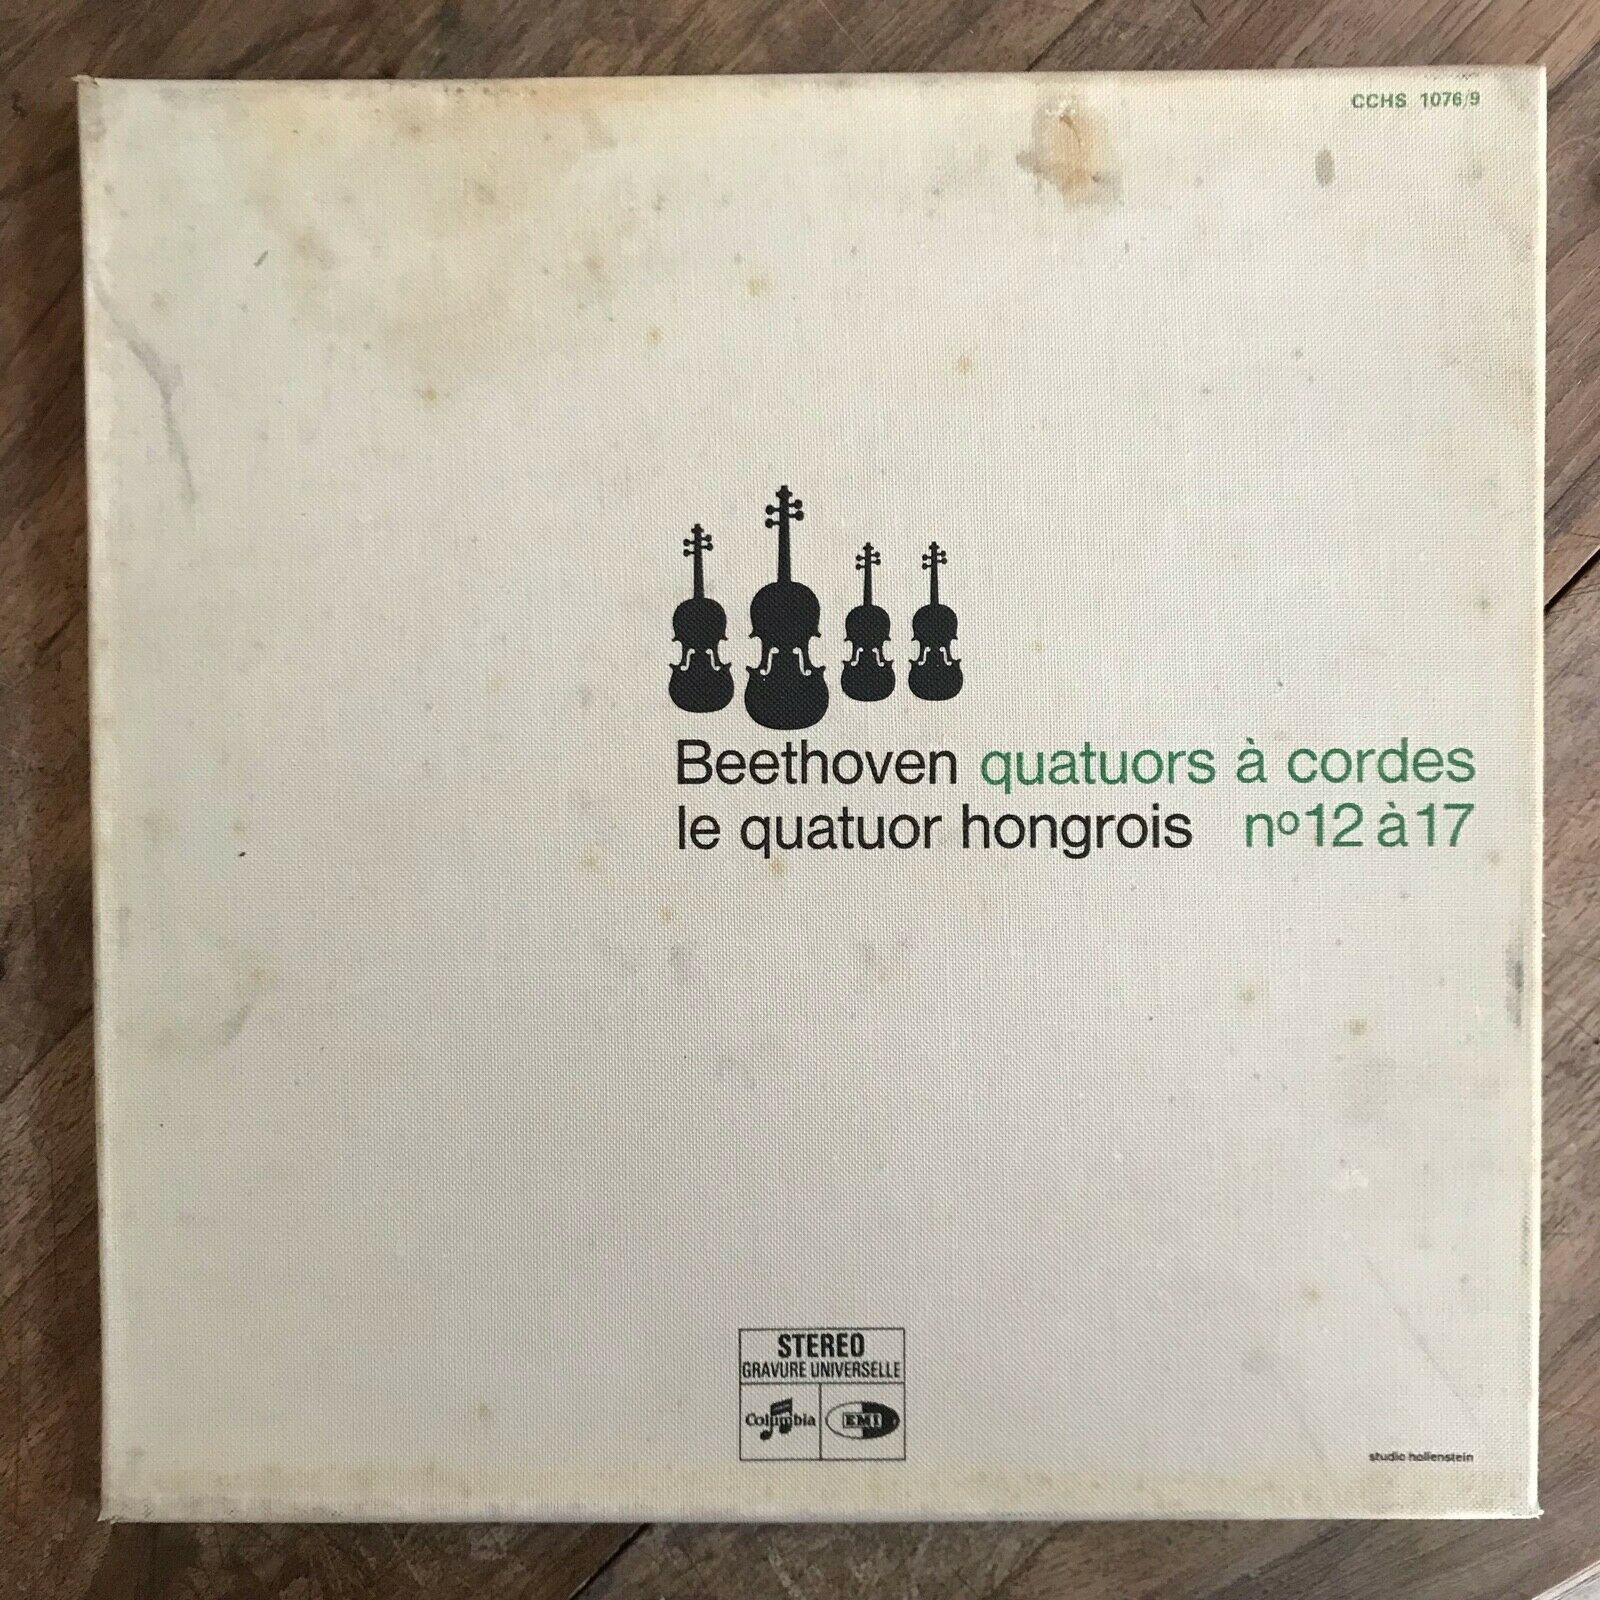 CCHS 1076/9
Beethoven quatuors à cordes
le quatuor hongrois nº12 à 17
STEREO
GRAVURE UNIVERSELLE
Columbia EMI
studio hollenstein